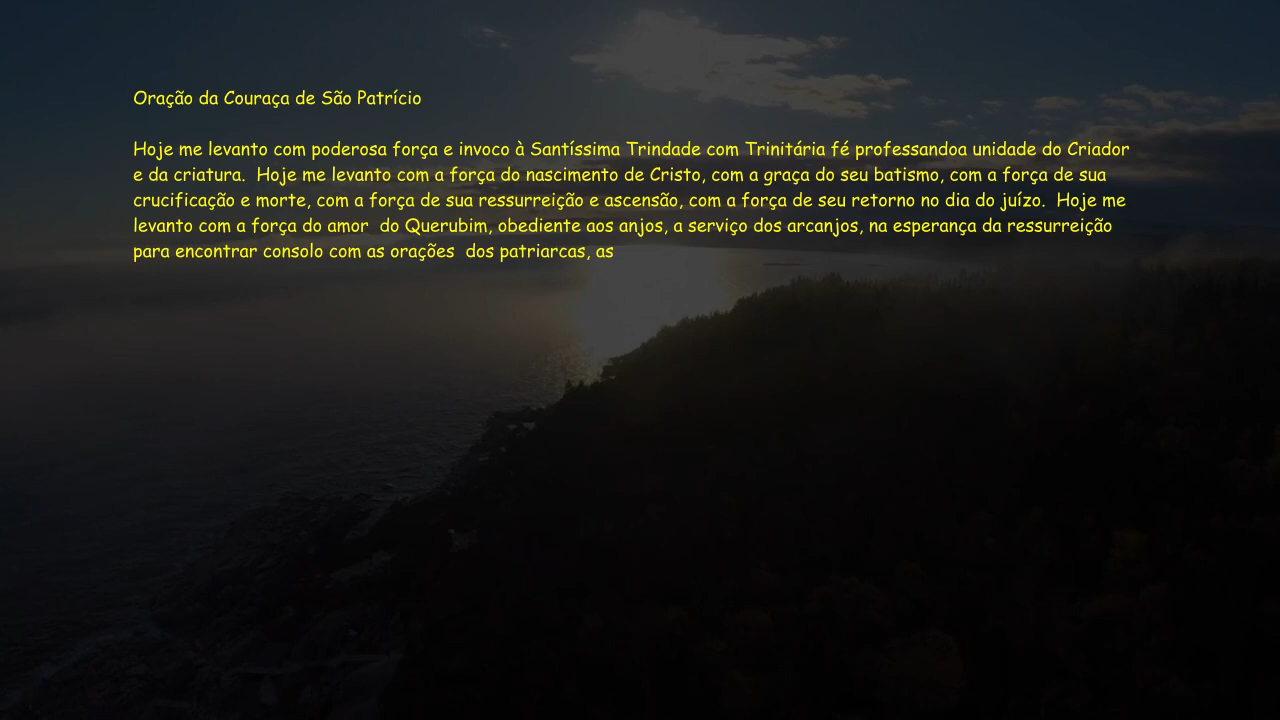 Oração da Couraça de São Patrício
Hoje me levanto com poderosa força e invoco à Santíssima Trindade com Trinitária fé professandoa unidade do Criador
e da criatura.  Hoje me levanto com a força do nascimento de Cristo, com a graça do seu batismo, com a força de sua
crucificação e morte, com a força de sua ressurreição e ascensão, com a força de seu retorno no dia do juízo.  Hoje me
levanto com a força do amor  do Querubim, obediente aos anjos, a serviço dos arcanjos, na esperança da ressurreição
para encontrar consolo com as orações  dos patriarcas, as